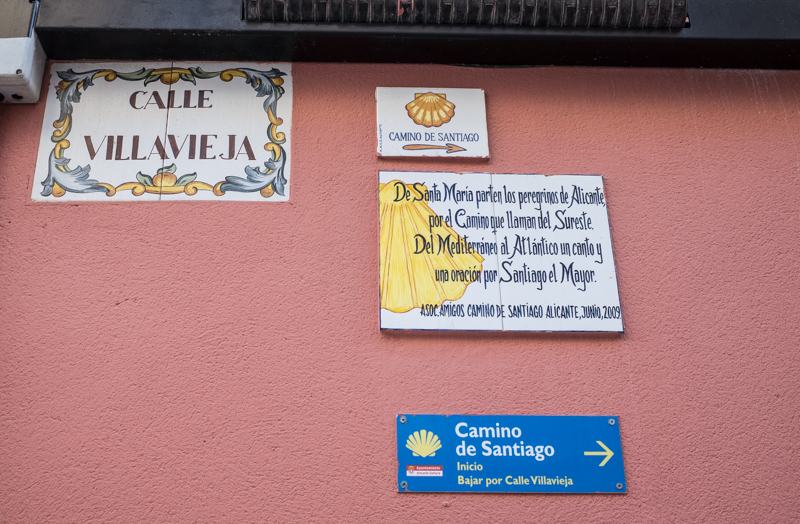 CALLE
VILLAVIEJA
CAMINO DE SANTIAGO
De Santa María parten los peregrinos de Alicante
por el Camino que llaman del Sureste.
Del Mediterráneo al Atlántico un canto y
una oración por Santiago el Mayor.
ASOC. AMIGOS CAMINO DE SANTIAGO ALICANTE, JUNIO, 2009
Camino
de Santiago
Inicio
Bajar por Calle Villavieja
Ayuntamiento